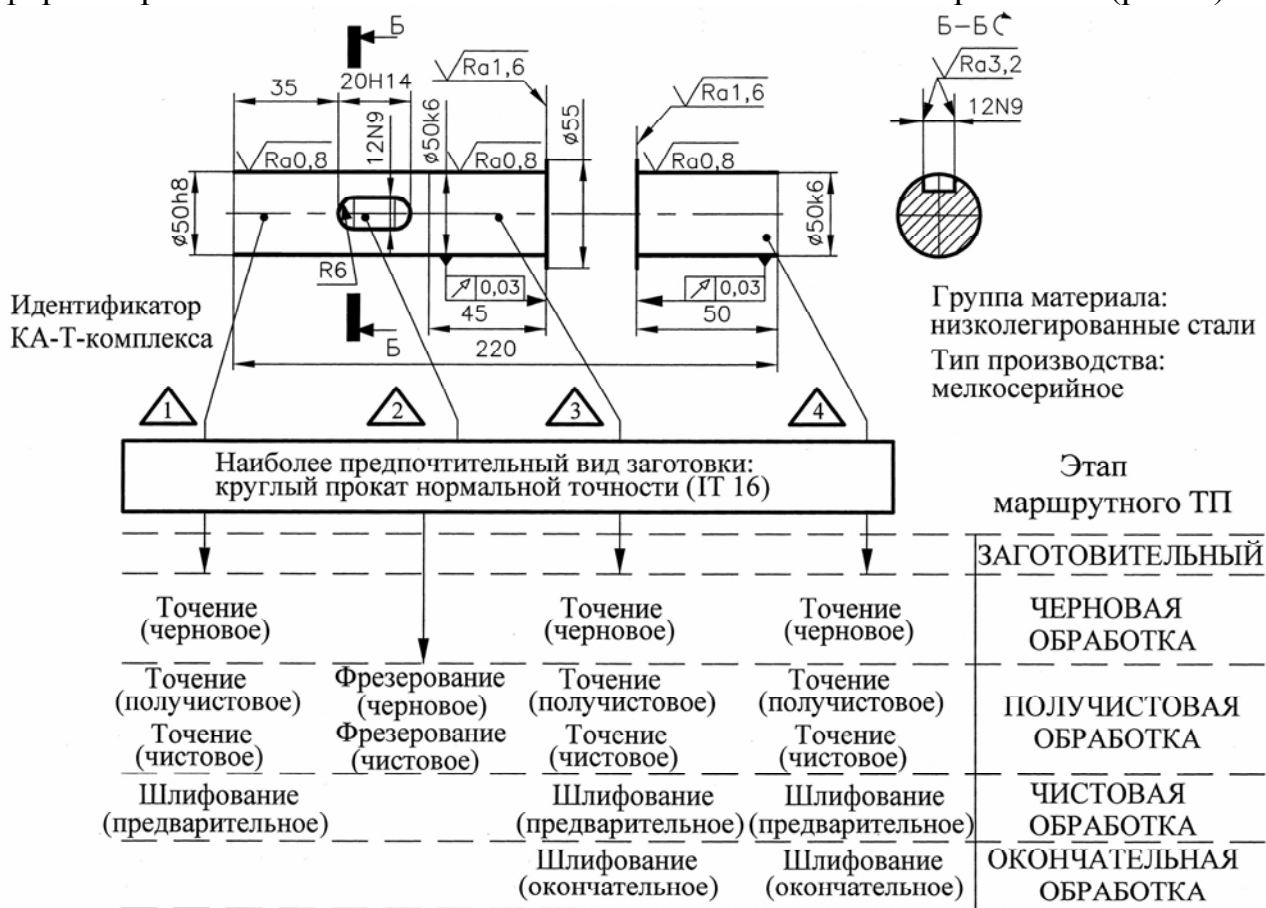 Б
Б–Б
Ra1,6
Ra3,2
35
20H14
Ra1,6
12N9
12N9
⌀50k6
⌀55
Ra0,8
Ra0,8
Ra0,8
⌀50h8
⌀50k6
R6
0,03
0,03
45
50
Б
220
Идентификатор
КА-Т-комплекса
Группа материала:
низколегированные стали
Тип производства:
мелкосерийное
1
2
3
4
Наиболее предпочтительный вид заготовки:
круглый прокат нормальной точности (IT 16)
Этап
маршрутного ТП
ЗАГОТОВИТЕЛЬНЫЙ
Точение
(черновое)
Точение
(черновое)
Точение
(черновое)
ЧЕРНОВАЯ
ОБРАБОТКА
Точение
(получистовое)
Точение
(чистовое)
Фрезерование
(черновое)
Фрезерование
(чистовое)
Точение
(получистовое)
Точение
(чистовое)
Точение
(получистовое)
Точение
(чистовое)
ПОЛУЧИСТОВАЯ
ОБРАБОТКА
Шлифование
(предварительное)
Шлифование
(предварительное)
Шлифование
(предварительное)
ЧИСТОВАЯ
ОБРАБОТКА
Шлифование
(окончательное)
Шлифование
(окончательное)
ОКОНЧАТЕЛЬНАЯ
ОБРАБОТКА